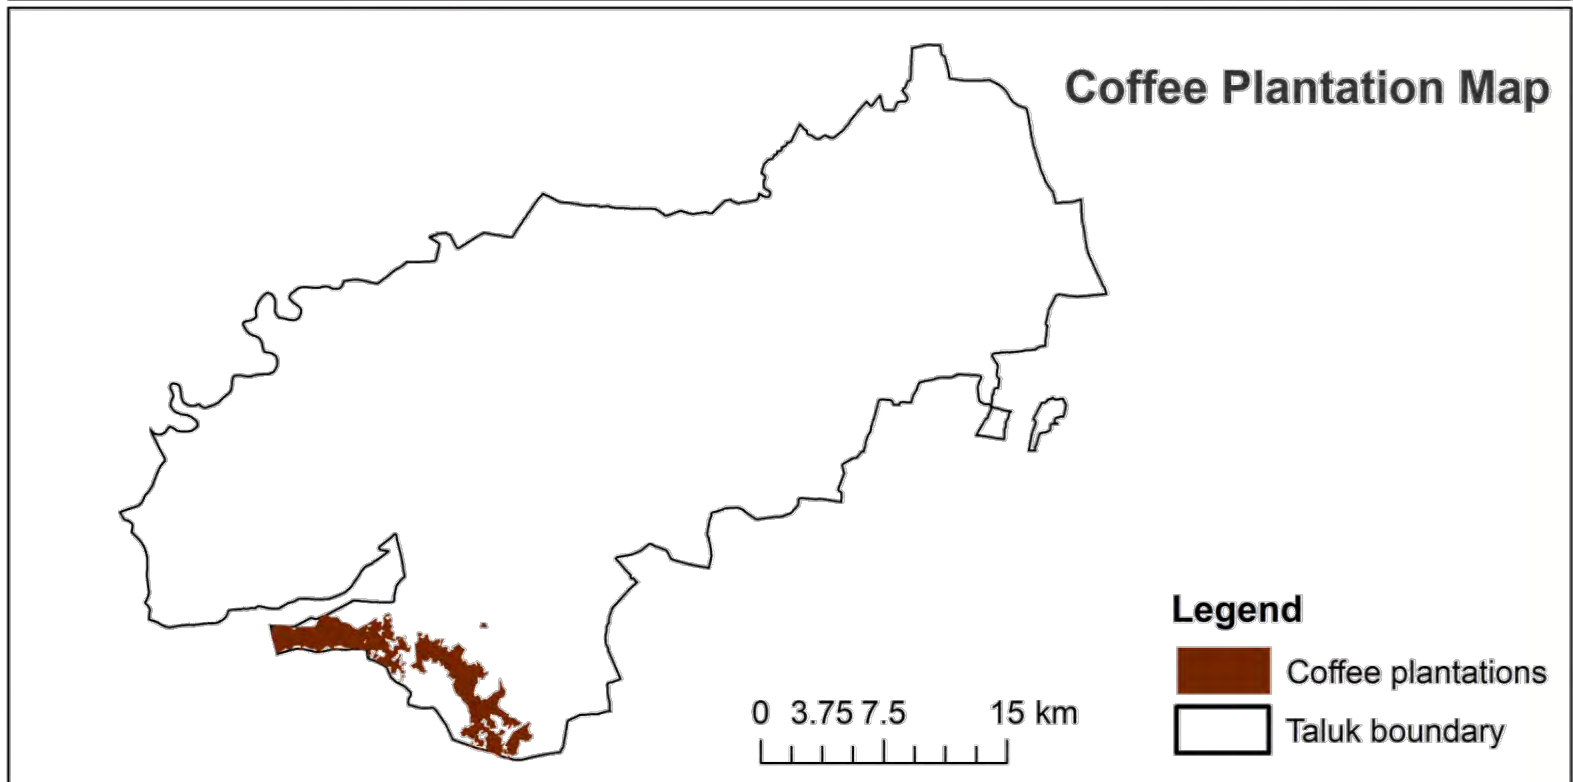 Coffee Plantation Map
Legend
Coffee plantations
Taluk boundary
0 3.75 7.5 15 km